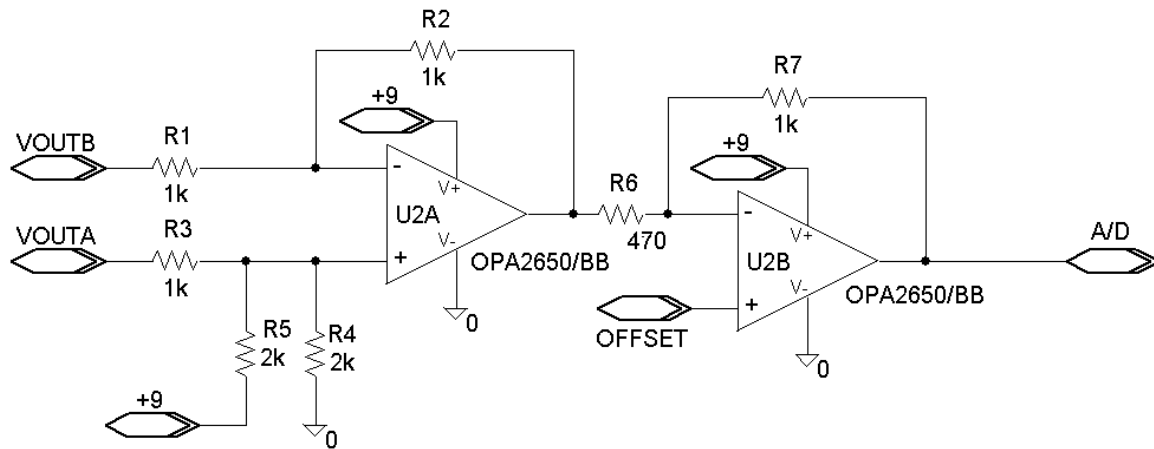 R2
1k
R7
1k
+9
VOUTB
R1
1k
-
V+
U2A
V-
+
OPA2650/BB
0
VOUTA
R3
1k
R5
2k
R4
2k
+9
0
R6
470
+9
-
V+
U2B
V-
+
OPA2650/BB
0
OFFSET
A/D